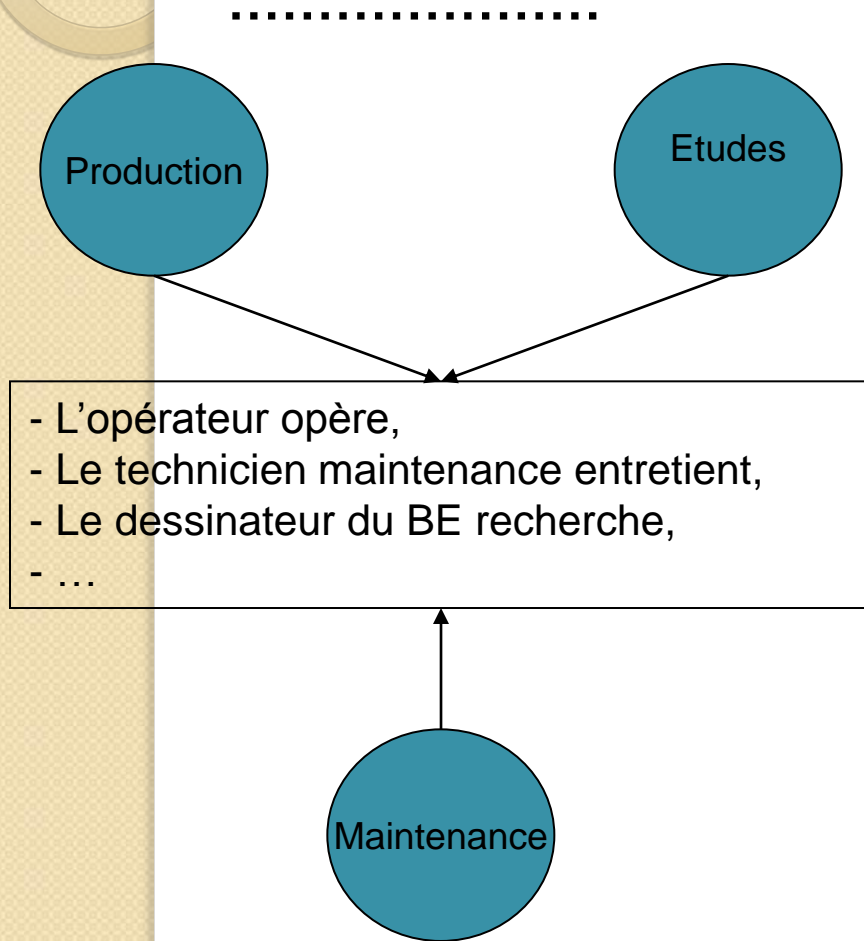 .....................
Production
Etudes
- L’opérateur opère,
- Le technicien maintenance entretient,
- Le dessinateur du BE recherche,
- …
Maintenance